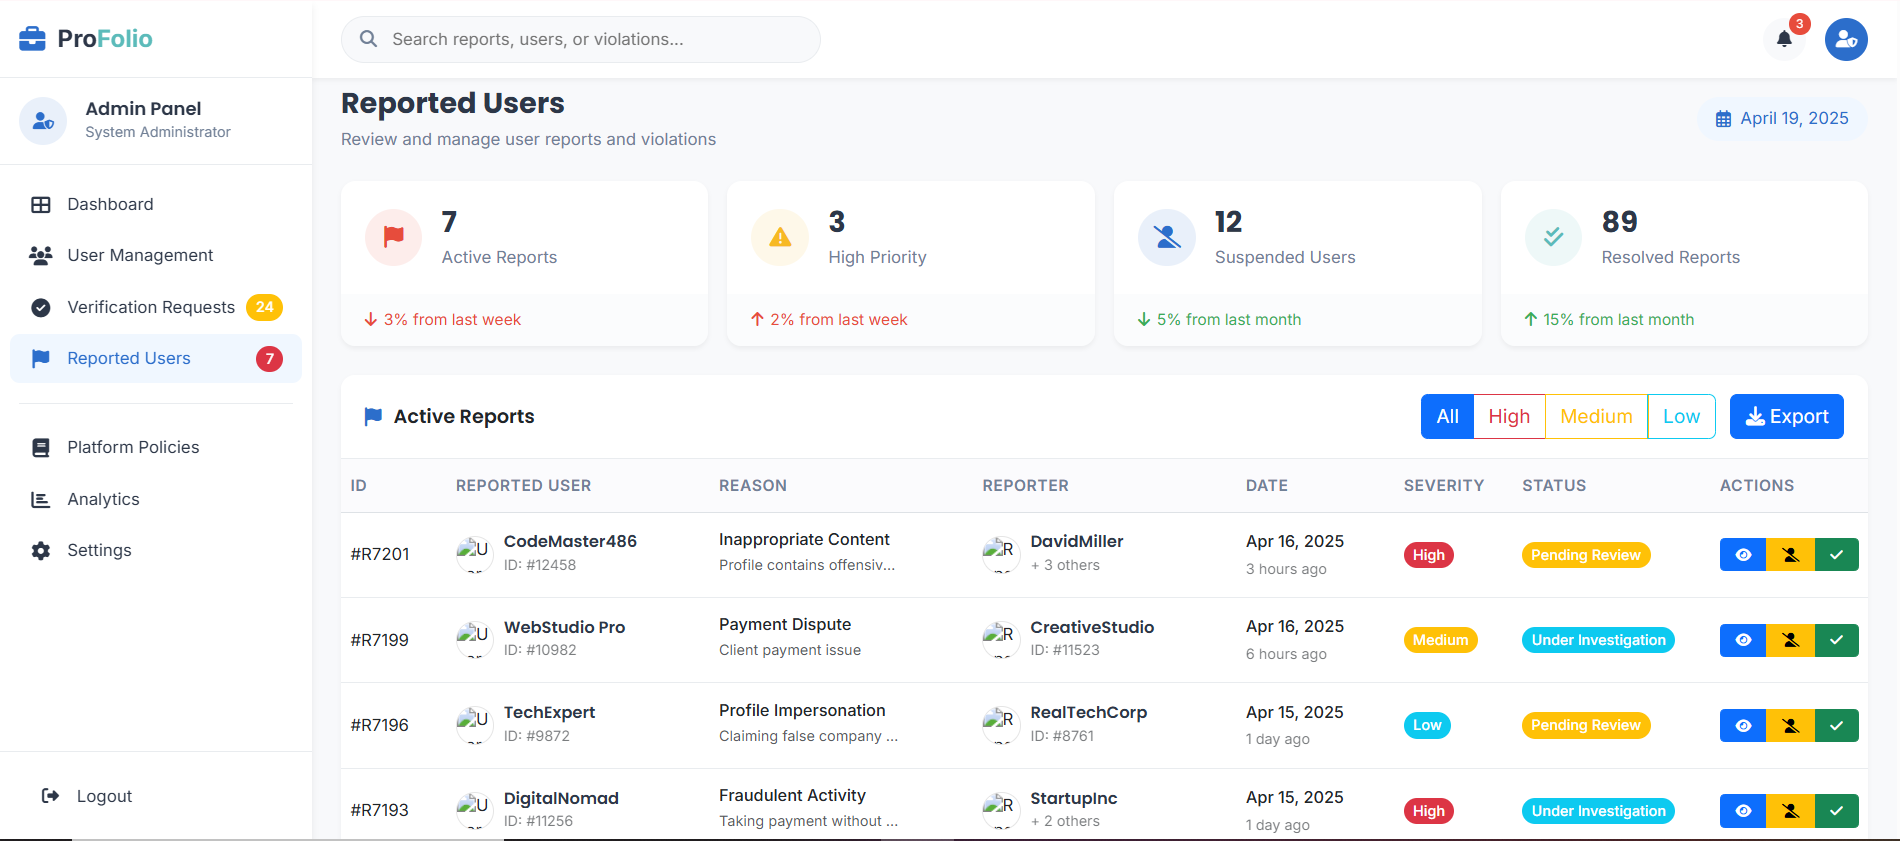 ProFolio
Search reports, users, or violations...
3
Admin Panel
System Administrator
Dashboard
User Management
Verification Requests 24
Reported Users 7
Platform Policies
Analytics
Settings
Logout
Reported Users
Review and manage user reports and violations
April 19, 2025
7
Active Reports
3% from last week
3
High Priority
2% from last week
12
Suspended Users
5% from last month
89
Resolved Reports
15% from last month
Active Reports
All High Medium Low Export
ID REPORTED USER REASON REPORTER DATE SEVERITY STATUS ACTIONS
#R7201 CodeMaster486 Inappropriate Content DavidMiller Apr 16, 2025 High Pending Review
ID: #12458 Profile contains offensiv... + 3 others 3 hours ago
#R7199 WebStudio Pro Payment Dispute CreativeStudio Apr 16, 2025 Medium Under Investigation
ID: #10982 Client payment issue ID: #11523 6 hours ago
#R7196 TechExpert Profile Impersonation RealTechCorp Apr 15, 2025 Low Pending Review
ID: #9872 Claiming false company ... ID: #8761 1 day ago
#R7193 DigitalNomad Fraudulent Activity StartupInc Apr 15, 2025 High Under Investigation
ID: #11256 Taking payment without ... + 2 others 1 day ago